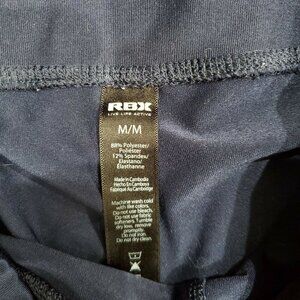 RBX
LIVE LIFE ACTIVE
M/M
88% Polyester/
Poliéster
12% Spandex/
Elastano/
Élasthanne
Made in Cambodia
Hecho En Camboya
Fabriqué Au Cambodge
Machine wash cold
with like colors.
Do not use bleach.
Do not use fabric
softeners. Tumble
dry low, remove
promptly.
Do not iron.
Do not dry clean.